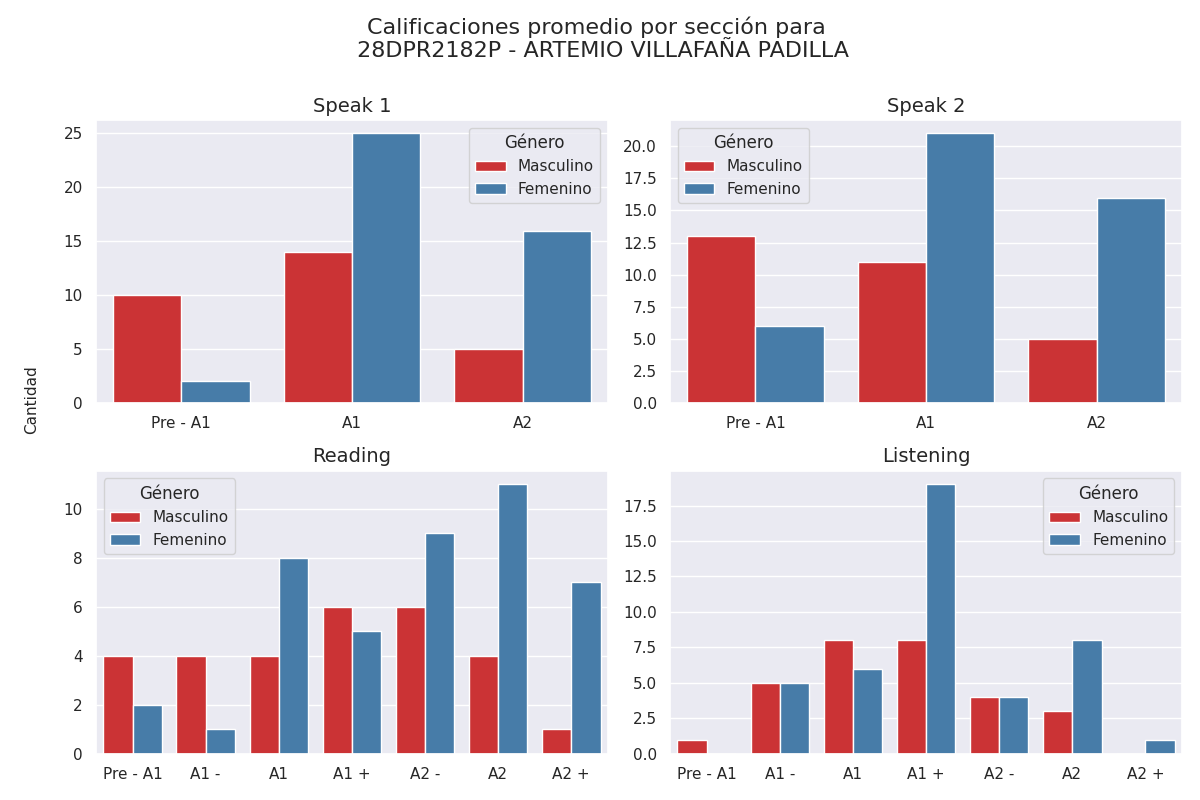 Calificaciones promedio por sección para
28DPR2182P - ARTEMIO VILLAFAÑA PADILLA
Cantidad
Speak 1
25
20
15
10
5
0
Género
Masculino
Femenino
Pre - A1 A1 A2
Speak 2
20.0
17.5
15.0
12.5
10.0
7.5
5.0
2.5
0.0
Género
Masculino
Femenino
Pre - A1 A1 A2
Reading
10
8
6
4
2
0
Género
Masculino
Femenino
Pre - A1 A1 - A1 A1 + A2 - A2 A2 +
Listening
17.5
15.0
12.5
10.0
7.5
5.0
2.5
0.0
Género
Masculino
Femenino
Pre - A1 A1 - A1 A1 + A2 - A2 A2 +